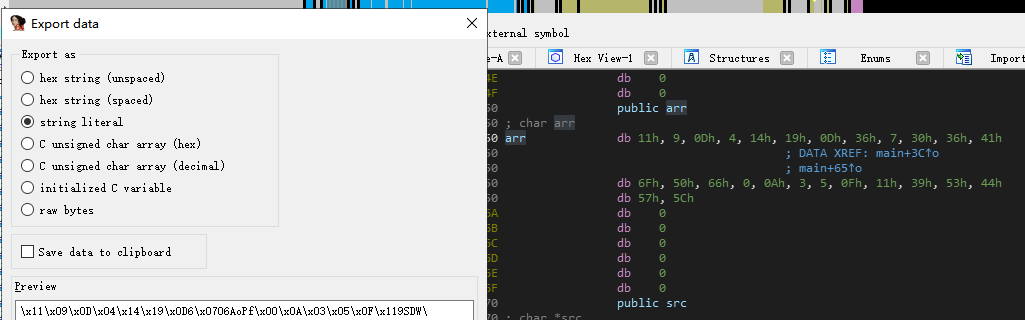 Export data
Export as
hex string (unspaced)
hex string (spaced)
string literal
C unsigned char array (hex)
C unsigned char array (decimal)
initialized C variable
raw bytes
Save data to clipboard
Preview
\x11\x09\x0D\x04\x14\x19\x0D6\x0706AoPf\x00\x0A\x03\x05\x0F\x119SDW\
xternal symbol
-A
Hex View-1
Structures
Enums
Import
4E db 0
4F db 0
50 public arr
50 ; char arr
50 arr db 11h, 9, 0Dh, 4, 14h, 19h, 0Dh, 36h, 7, 30h, 36h, 41h
50 ; DATA XREF: main+3C↑o
50 ; main+65↑o
50 db 6Fh, 50h, 66h, 0, 0Ah, 3, 5, 0Fh, 11h, 39h, 53h, 44h
50 db 57h, 5Ch
5A db 0
5B db 0
5C db 0
5D db 0
5E db 0
5F db 0
70 public src
70 ; char *src